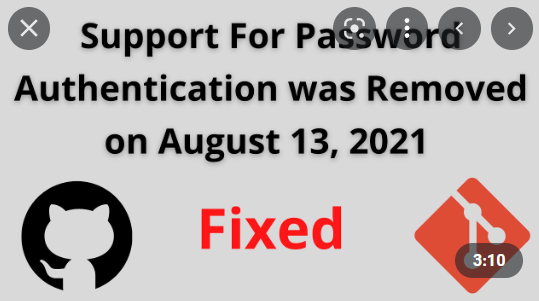 Support For Password
Authentication was Removed
on August 13, 2021
Fixed
3:10